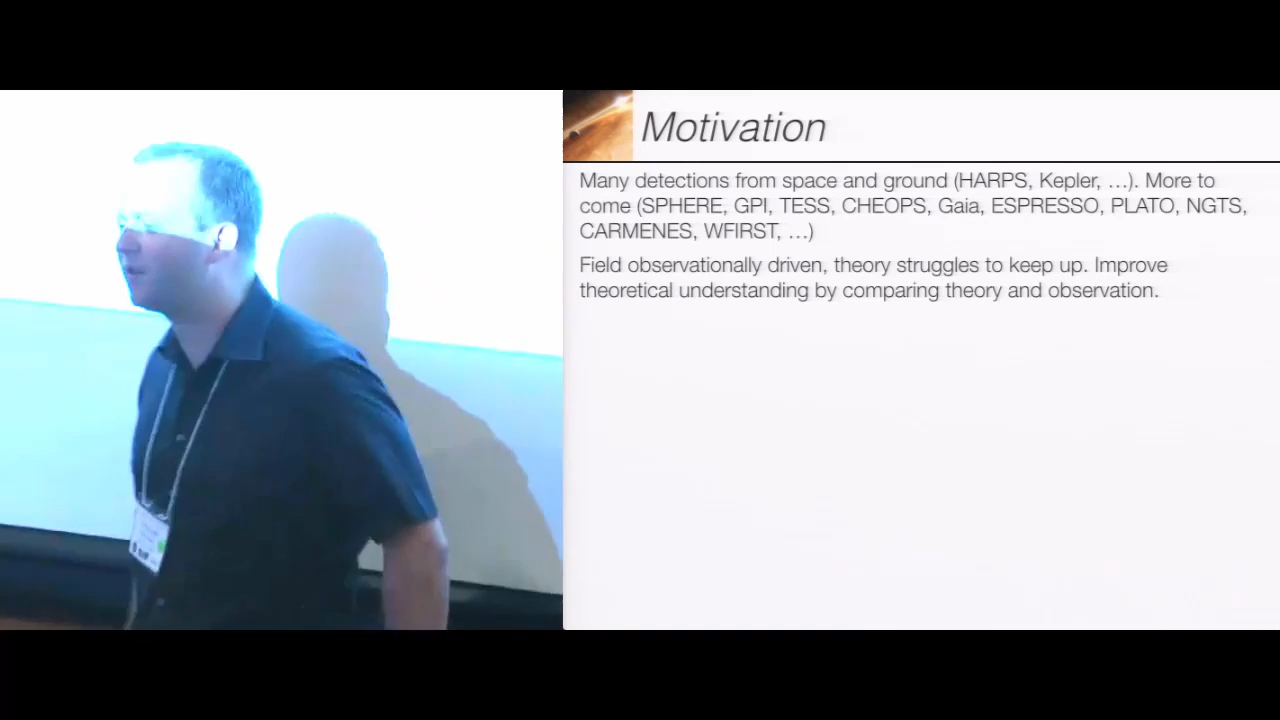 Motivation
Many detections from space and ground (HARPS, Kepler, …). More to
come (SPHERE, GPI, TESS, CHEOPS, Gaia, ESPRESSO, PLATO, NGTS,
CARMENES, WFIRST, …)
Field observationally driven, theory struggles to keep up. Improve
theoretical understanding by comparing theory and observation.